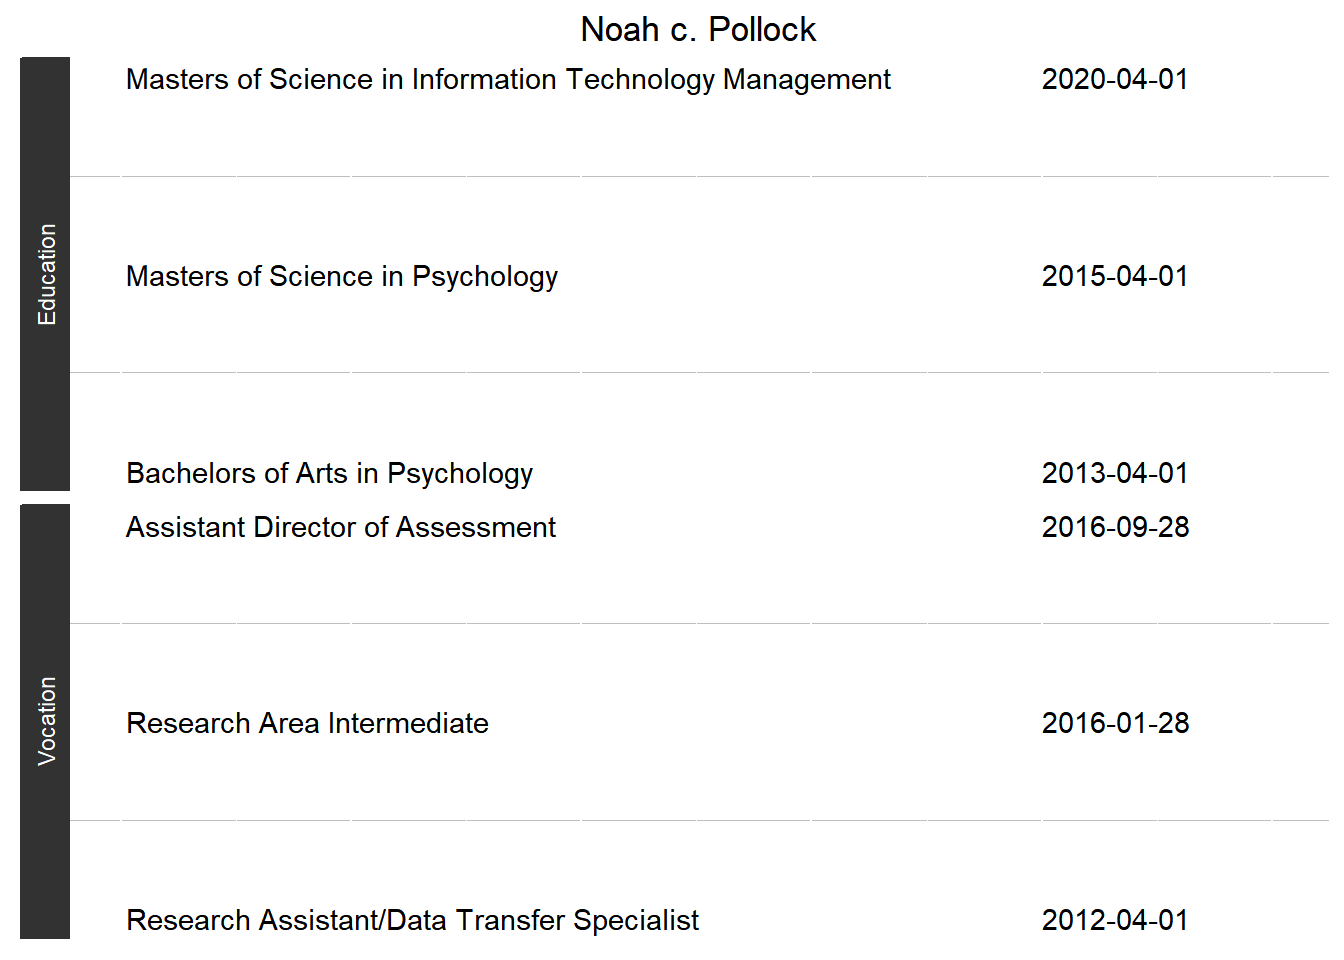 Noah c. Pollock
Education
Masters of Science in Information Technology Management 2020-04-01
Masters of Science in Psychology 2015-04-01
Bachelors of Arts in Psychology 2013-04-01
Vocation
Assistant Director of Assessment 2016-09-28
Research Area Intermediate 2016-01-28
Research Assistant/Data Transfer Specialist 2012-04-01